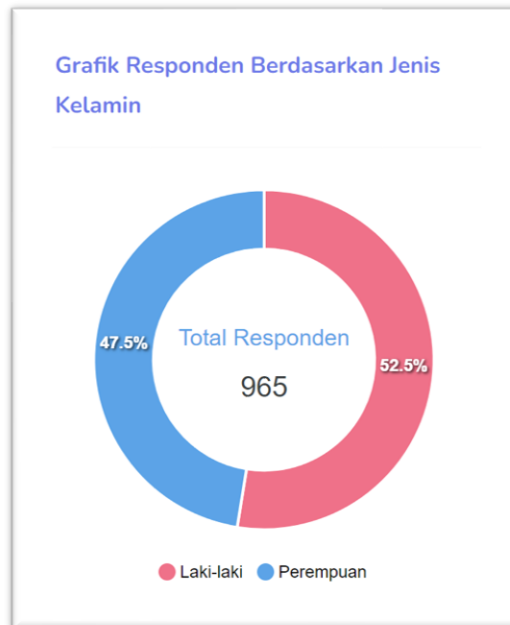 Grafik Responden Berdasarkan Jenis
Kelamin
47.5%
Total Responden
965
52.5%
Laki-laki
Perempuan